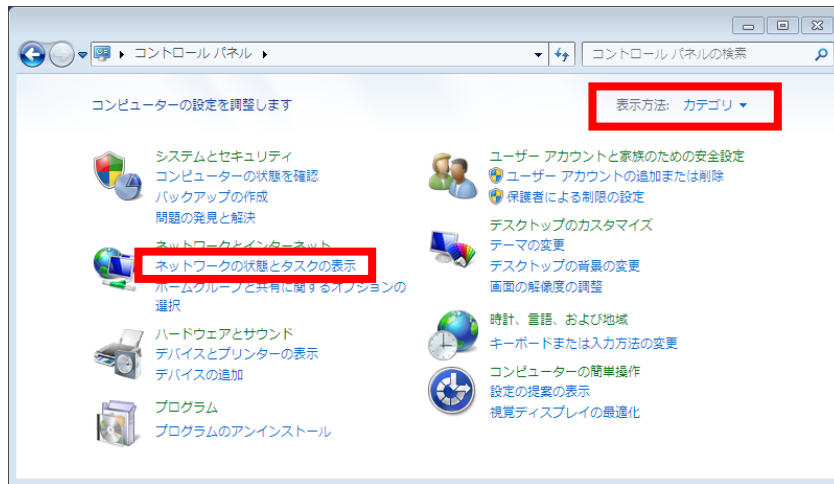 コントロール パネル
コントロール パネルの検索
コンピューターの設定を調整します
表示方法: カテゴリ
システムとセキュリティ
コンピューターの状態を確認
バックアップの作成
問題の発見と解決
ネットワークとインターネット
ネットワークの状態とタスクの表示
ホームグループと共有に関するオプションの
選択
ハードウェアとサウンド
デバイスとプリンターの表示
デバイスの追加
プログラム
プログラムのアンインストール
ユーザー アカウントと家族のための安全設定
ユーザー アカウントの追加または削除
保護者による制限の設定
デスクトップのカスタマイズ
テーマの変更
デスクトップの背景の変更
画面の解像度の調整
時計、言語、および地域
キーボードまたは入力方法の変更
コンピューターの簡単操作
設定の提案の表示
視覚ディスプレイの最適化